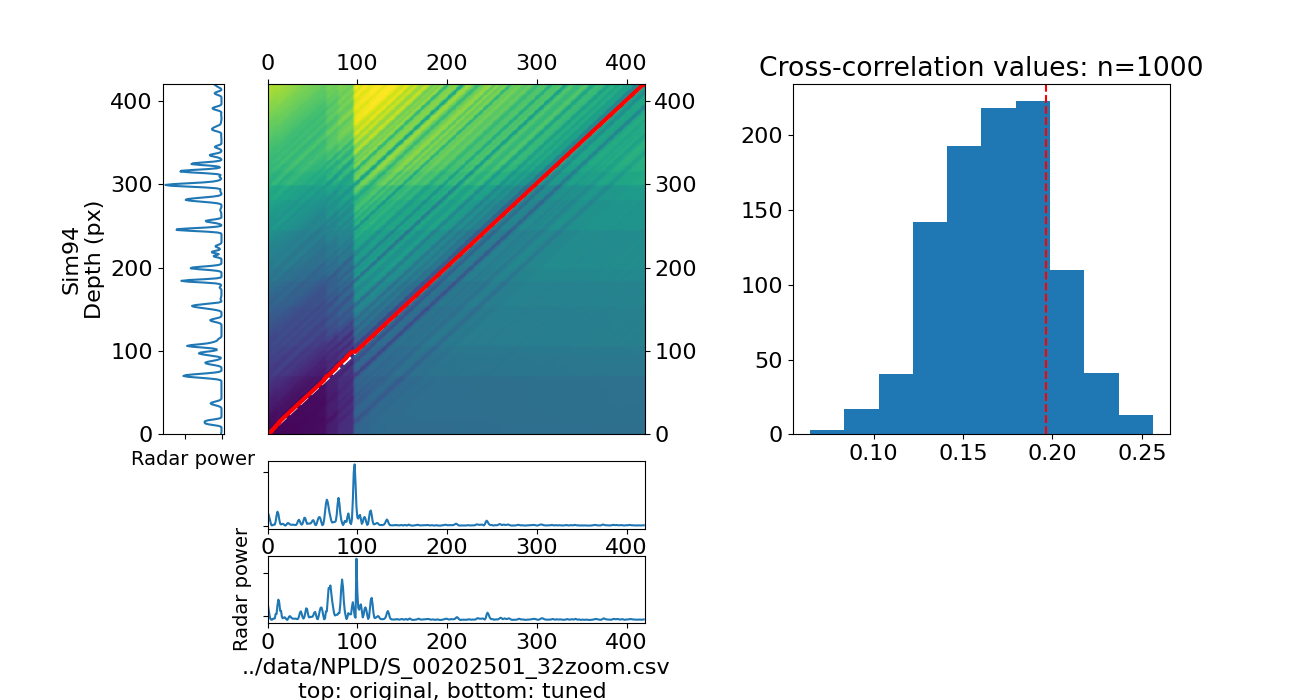 Cross-correlation values: n=1000
0 100 200 300 400
400 300 200 100 0
Sim94
Depth (px)
Radar power
400 300 200 100 0
200 150 100 50 0
0.10 0.15 0.20 0.25
0 100 200 300 400
Radar power
0 100 200 300 400
../data/NPLD/S_00202501_32zoom.csv
top: original, bottom: tuned